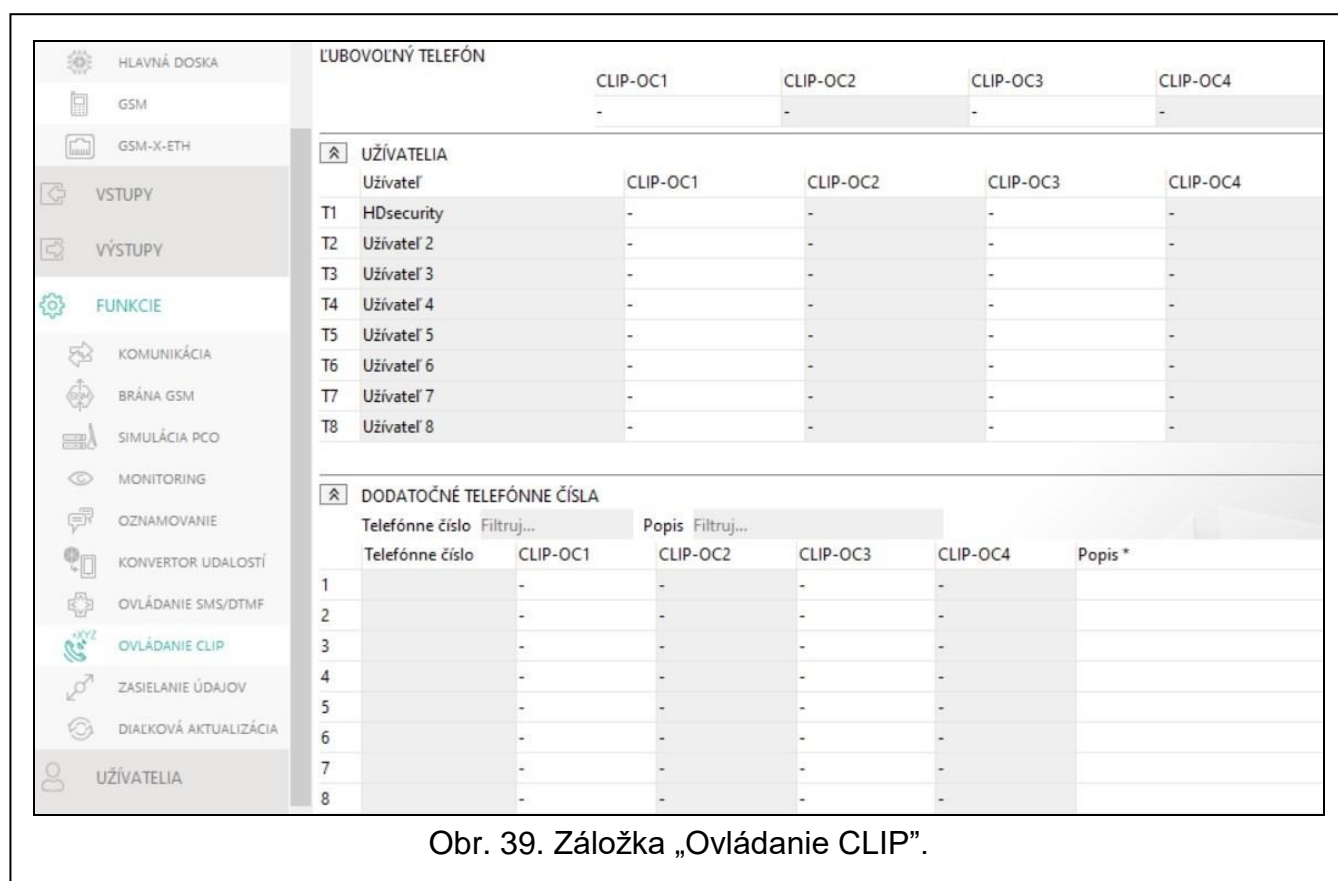 HLAVNÁ DOSKA
GSM
GSM-X-ETH
VSTUPY
VÝSTUPY
FUNKCIE
KOMUNIKÁCIA
BRÁNA GSM
SIMULÁCIA PCO
MONITORING
OZNAMOVANIE
KONVERTOR UDALOSTÍ
OVLÁDANIE SMS/DTMF
OVLÁDANIE CLIP
ZASIELANIE ÚDAJOV
DIAĽKOVÁ AKTUALIZÁCIA
UŽÍVATELIA
ĽUBOVOĽNÝ TELEFÓN
CLIP-OC1 CLIP-OC2 CLIP-OC3 CLIP-OC4
- - - -
UŽÍVATELIA
Užívateľ CLIP-OC1 CLIP-OC2 CLIP-OC3 CLIP-OC4
T1 HDsecurity - - - -
T2 Užívateľ 2 - - - -
T3 Užívateľ 3 - - - -
T4 Užívateľ 4 - - - -
T5 Užívateľ 5 - - - -
T6 Užívateľ 6 - - - -
T7 Užívateľ 7 - - - -
T8 Užívateľ 8 - - - -
DODATOČNÉ TELEFÓNNE ČÍSLA
Telefónne číslo Filtruj... Popis Filtruj...
Telefónne číslo CLIP-OC1 CLIP-OC2 CLIP-OC3 CLIP-OC4 Popis *
1 - - - -
2 - - - -
3 - - - -
4 - - - -
5 - - - -
6 - - - -
7 - - - -
8 - - - -
Obr. 39. Záložka „Ovládanie CLIP”.